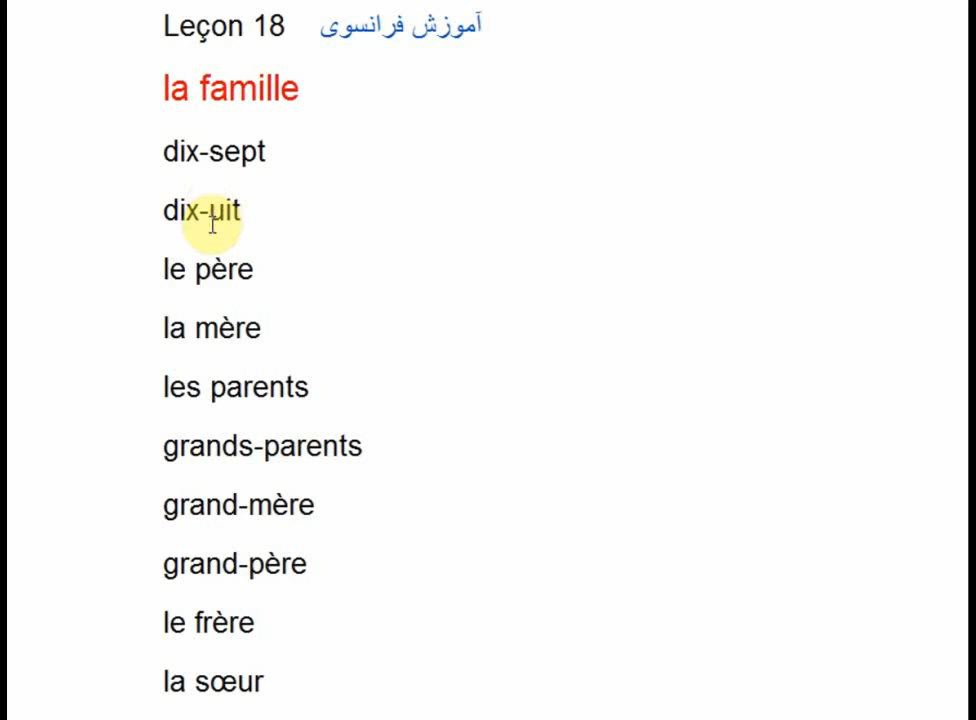 Leçon 18 آموزش فرانسوی
la famille
dix-sept
dix-uit
le père
la mère
les parents
grands-parents
grand-mère
grand-père
le frère
la sœur